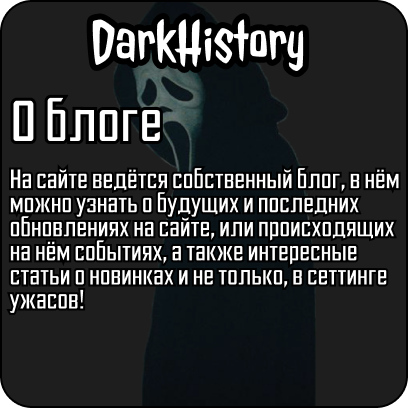 DarkHistory
О блоге
На сайте ведётся собственный блог, в нём
можно узнать о будущих и последних
обновлениях на сайте, или происходящих
на нём событиях, а также интересные
статьи о новинках и не только, в сеттинге
ужасов!